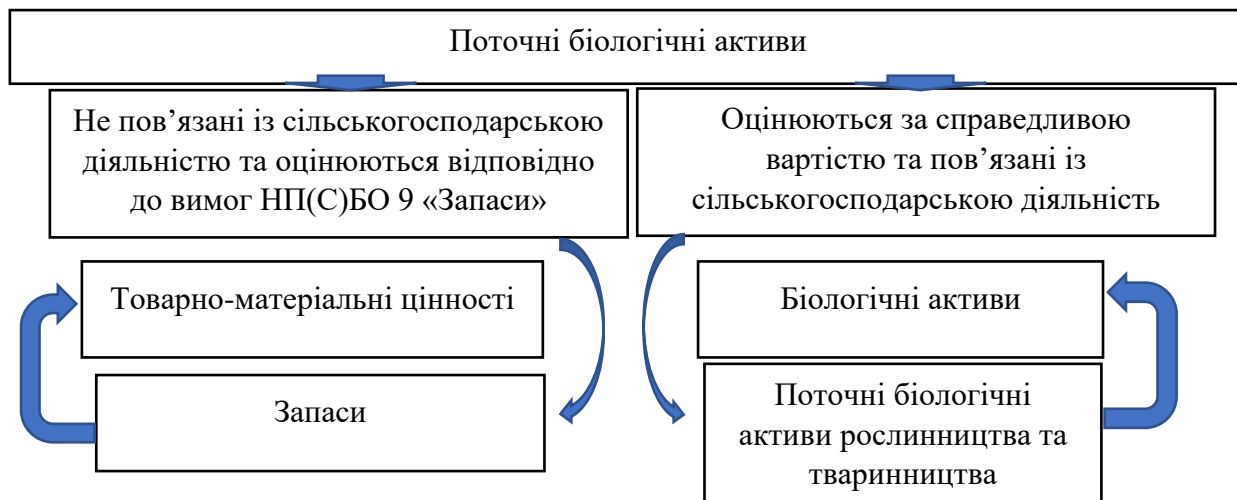 Поточні біологічні активи
Не пов’язані із сільськогосподарською
діяльністю та оцінюються відповідно
до вимог НП(С)БО 9 «Запаси»
Оцінюються за справедливою
вартістю та пов’язані із
сільськогосподарською діяльність
Товарно-матеріальні цінності
Біологічні активи
Запаси
Поточні біологічні
активи рослинництва та
тваринництва